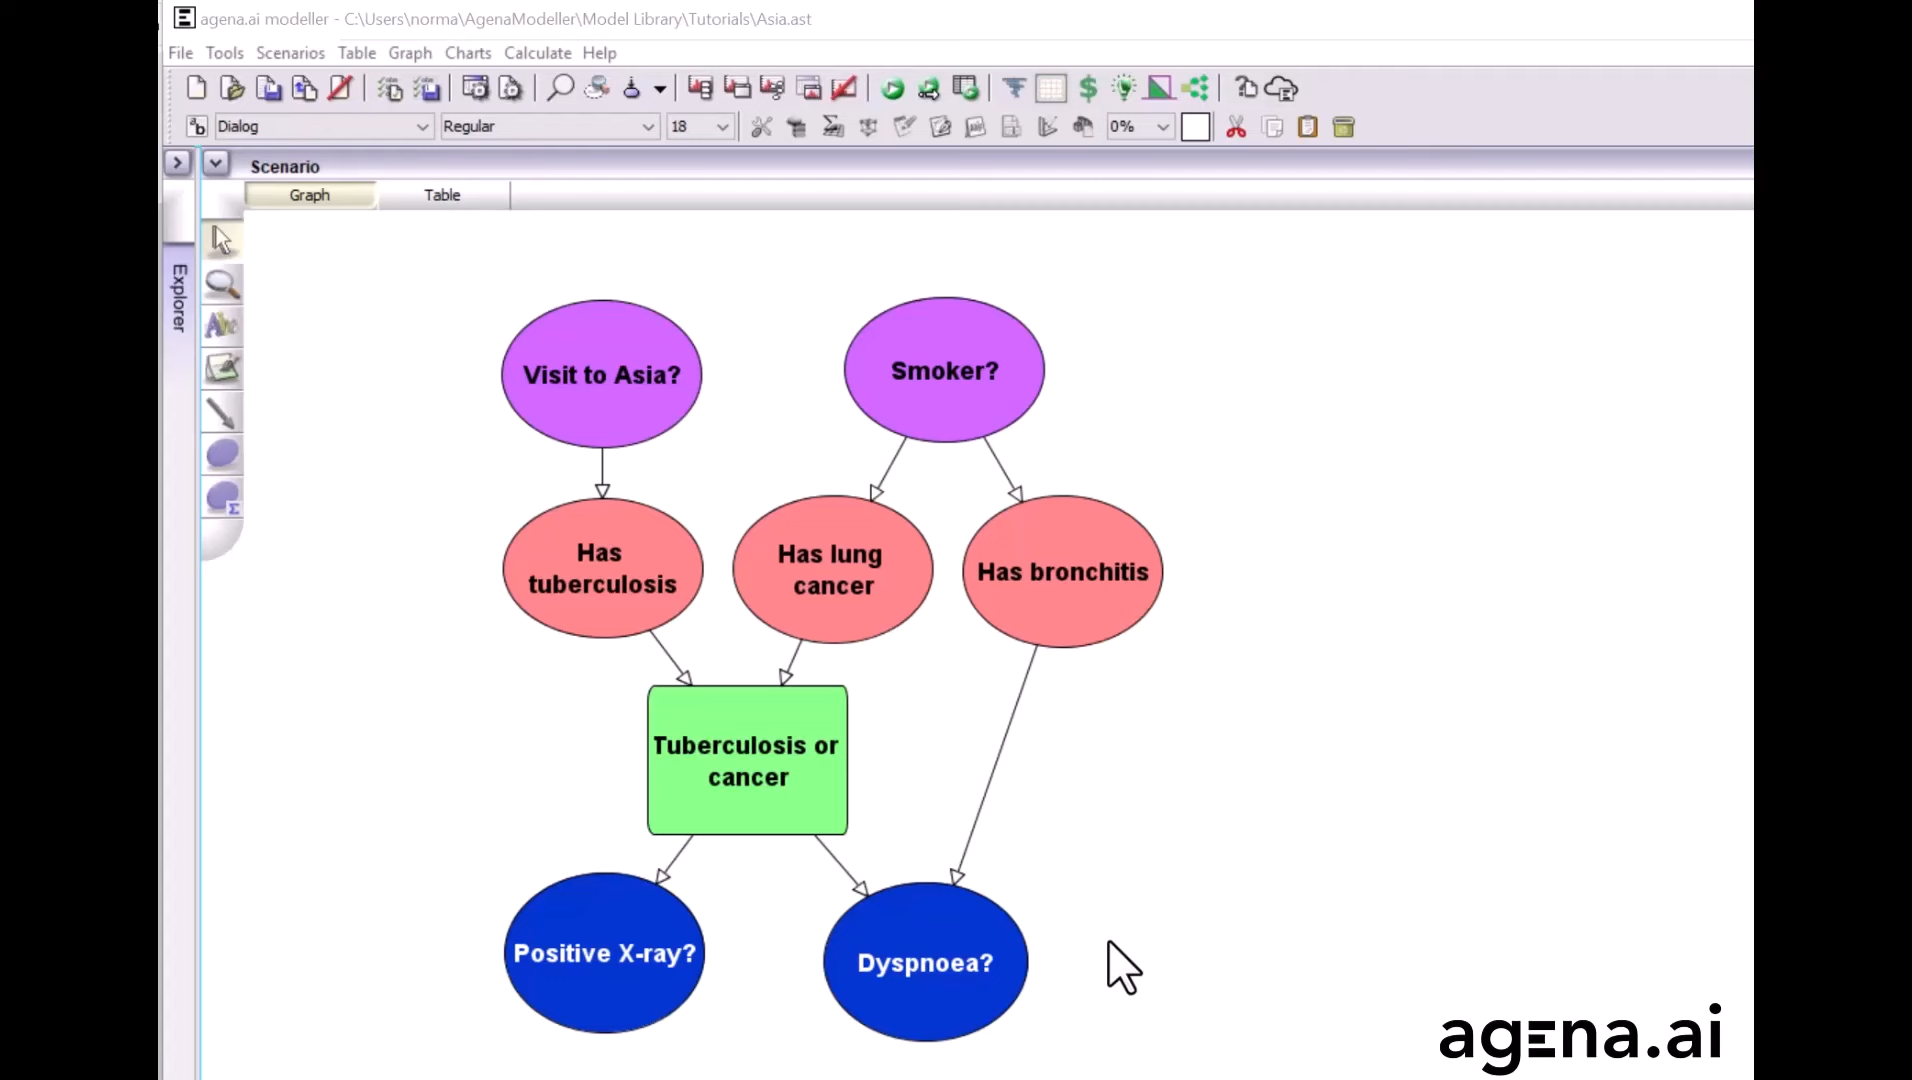 agena.ai modeller - C:\Users\norma\AgenaModeller\Model Library\Tutorials\Asia.ast
File Tools Scenarios Table Graph Charts Calculate Help
Dialog Regular 18 0%
Scenario
Graph Table
Explorer
Visit to Asia?
Smoker?
Has
tuberculosis
Has lung
cancer
Has bronchitis
Tuberculosis or
cancer
Positive X-ray?
Dyspnoea?
agena.ai